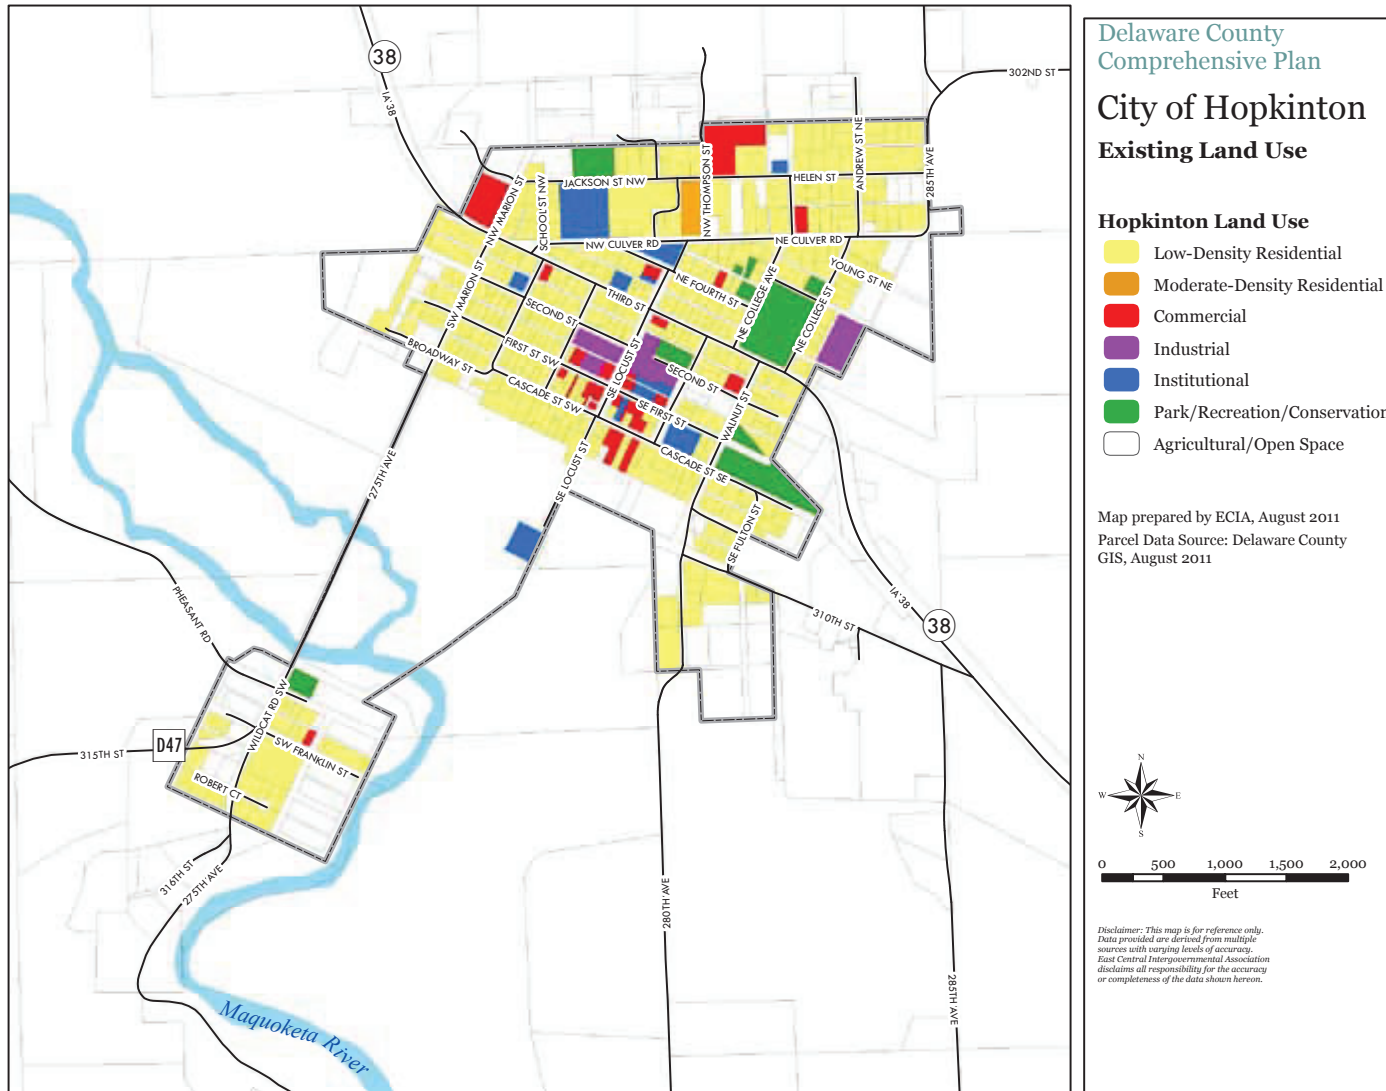 Delaware County
Comprehensive Plan
City of Hopkinton
Existing Land Use
Hopkinton Land Use
Low-Density Residential
Moderate-Density Residential
Commercial
Industrial
Institutional
Park/Recreation/Conservation
Agricultural/Open Space
Map prepared by ECIA, August 2011
Parcel Data Source: Delaware County
GIS, August 2011
N
W
E
S
0 500 1,000 1,500 2,000
Feet
Disclaimer: This map is for reference only.
Data provided are derived from multiple
sources with varying levels of accuracy.
East Central Intergovernmental Association
disclaims all responsibility for the accuracy
or completeness of the data shown hereon.
38
IA'38
302ND ST
285TH AVE
ANDREW ST NE
NW THOMPSON ST
HELEN ST
JACKSON ST NW
SCHOOL ST NW
NW MARION ST
NW CULVER RD
NE CULVER RD
YOUNG ST NE
NE COLLEGE AVE
NE COLLEGE ST
NE FOURTH ST
THIRD ST
SECOND ST
SW MARION ST
FIRST ST SW
BROADWAY ST
CASCADE ST SW
SE LOCUST ST
SECOND ST
SE FIRST ST
WALNUT ST
CASCADE ST SE
SE LOCUST ST
SE FULTON ST
275TH'AVE
PHEASANT RD
310TH ST
IA'38
38
WILDCAT RD SW
D47
315TH ST
SW FRANKLIN ST
ROBERT CT
316TH ST
275TH'AVE
280TH'AVE
285TH'AVE
Maquoketa River